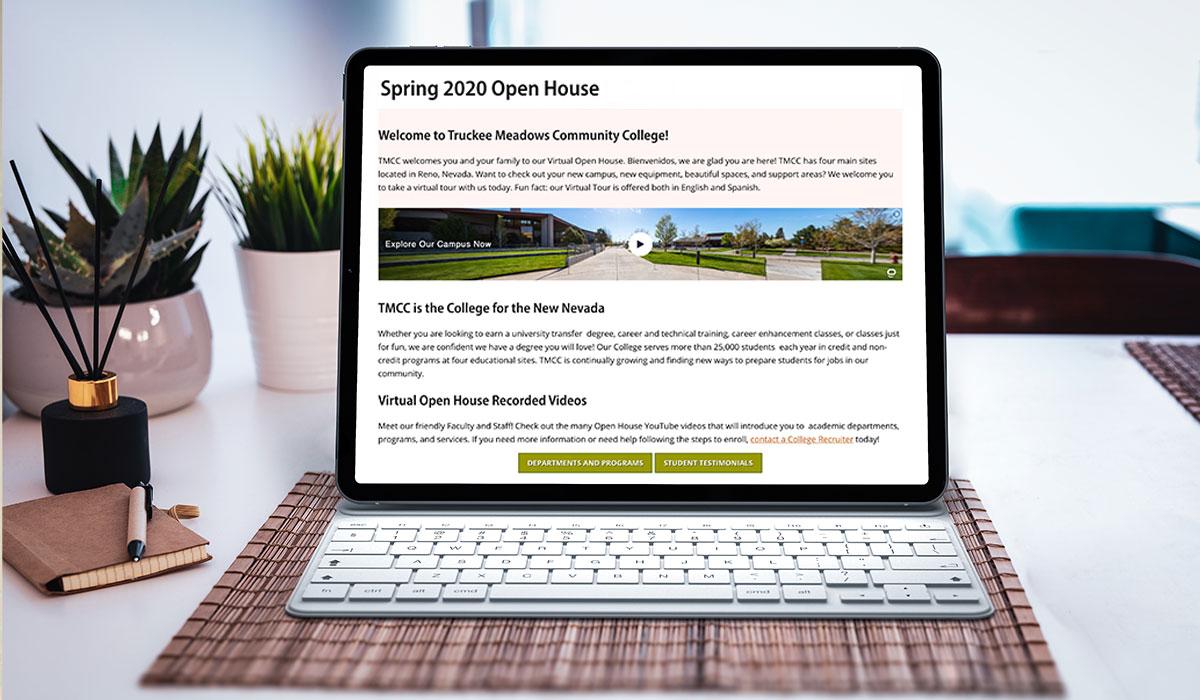 Spring 2020 Open House
Welcome to Truckee Meadows Community College!
TMCC welcomes you and your family to our Virtual Open House. Bienvenidos, we are glad you are here! TMCC has four main sites
located in Reno, Nevada. Want to check out your new campus, new equipment, beautiful spaces, and support areas? We welcome you
to take a virtual tour with us today. Fun fact: our Virtual Tour is offered both in English and Spanish.
Explore Our Campus Now
TMCC is the College for the New Nevada
Whether you are looking to earn a university transfer degree, career and technical training, career enhancement classes, or classes just
for fun, we are confident we have a degree you will love! Our College serves more than 25,000 students each year in credit and non-
credit programs at four educational sites. TMCC is continually growing and finding new ways to prepare students for jobs in our
community.
Virtual Open House Recorded Videos
Meet our friendly Faculty and Staff! Check out the many Open House YouTube videos that will introduce you to academic departments,
programs, and services. If you need more information or need help following the steps to enroll, contact a College Recruiter today!
DEPARTMENTS AND PROGRAMS STUDENT TESTIMONIALS
Q W E R T Y U I O P
A S D F G H J K L
Z X C V B N M
fn ctrl alt cmd cmd alt